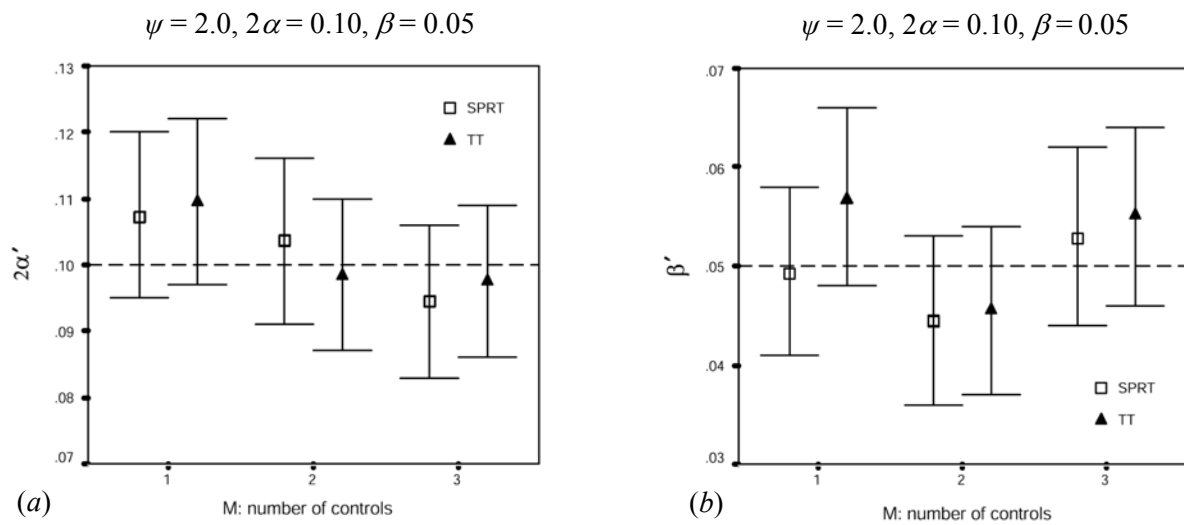 ψ = 2.0, 2α = 0.10, β = 0.05
.13
.12
.11
.10
.09
.08
.07
2α′
SPRT
TT
1 2 3
(a) M: number of controls
ψ = 2.0, 2α = 0.10, β = 0.05
.07
.06
.05
.04
.03
β′
SPRT
TT
1 2 3
(b) M: number of controls